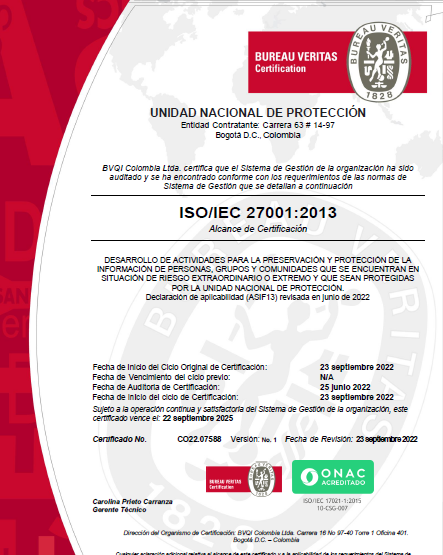 BUREAU VERITAS
Certification
BUREAU VERITAS
1828
UNIDAD NACIONAL DE PROTECCIÓN
Entidad Contratante: Carrera 63 # 14-97
Bogotá D.C., Colombia
BVQI Colombia Ltda. certifica que el Sistema de Gestión de la organización ha sido
auditado y se ha encontrado conforme con los requerimientos de las normas de
Sistema de Gestión que se detallan a continuación
ISO/IEC 27001:2013
Alcance de Certificación
DESARROLLO DE ACTIVIDADES PARA LA PRESERVACIÓN Y PROTECCIÓN DE LA
INFORMACIÓN DE PERSONAS, GRUPOS Y COMUNIDADES QUE SE ENCUENTRAN EN
SITUACIÓN DE RIESGO EXTRAORDINARIO O EXTREMO Y QUE SEAN PROTEGIDAS
POR LA UNIDAD NACIONAL DE PROTECCIÓN.
Declaración de aplicabilidad (ASIF13) revisada en junio de 2022
Fecha de Inicio del Ciclo Original de Certificación: 23 septiembre 2022
Fecha de Vencimiento del ciclo previo: N/A
Fecha de Auditoría de Certificación: 25 junio 2022
Fecha de Inicio del ciclo de Certificación: 23 septiembre 2022
Sujeto a la operación continua y satisfactoria del Sistema de Gestión de la organización, este
certificado vence el: 22 septiembre 2025
Certificado No. CO22.07588 Versión: No. 1 Fecha de Revisión: 23 septiembre 2022
BUREAU VERITAS
Certification
ONAC
ACREDITADO
ISO/IEC 17021-1:2015
10-CSG-007
Carolina Prieto Carranza
Gerente Técnico
Dirección del Organismo de Certificación: BVQI Colombia Ltda. Carrera 16 No 97-40 Torre 1 Oficina 401.
Bogotá D.C. – Colombia
Cualquier aclaración adicional relativa al alcance de este certificado y a la aplicabilidad de los requerimientos del Sistema de